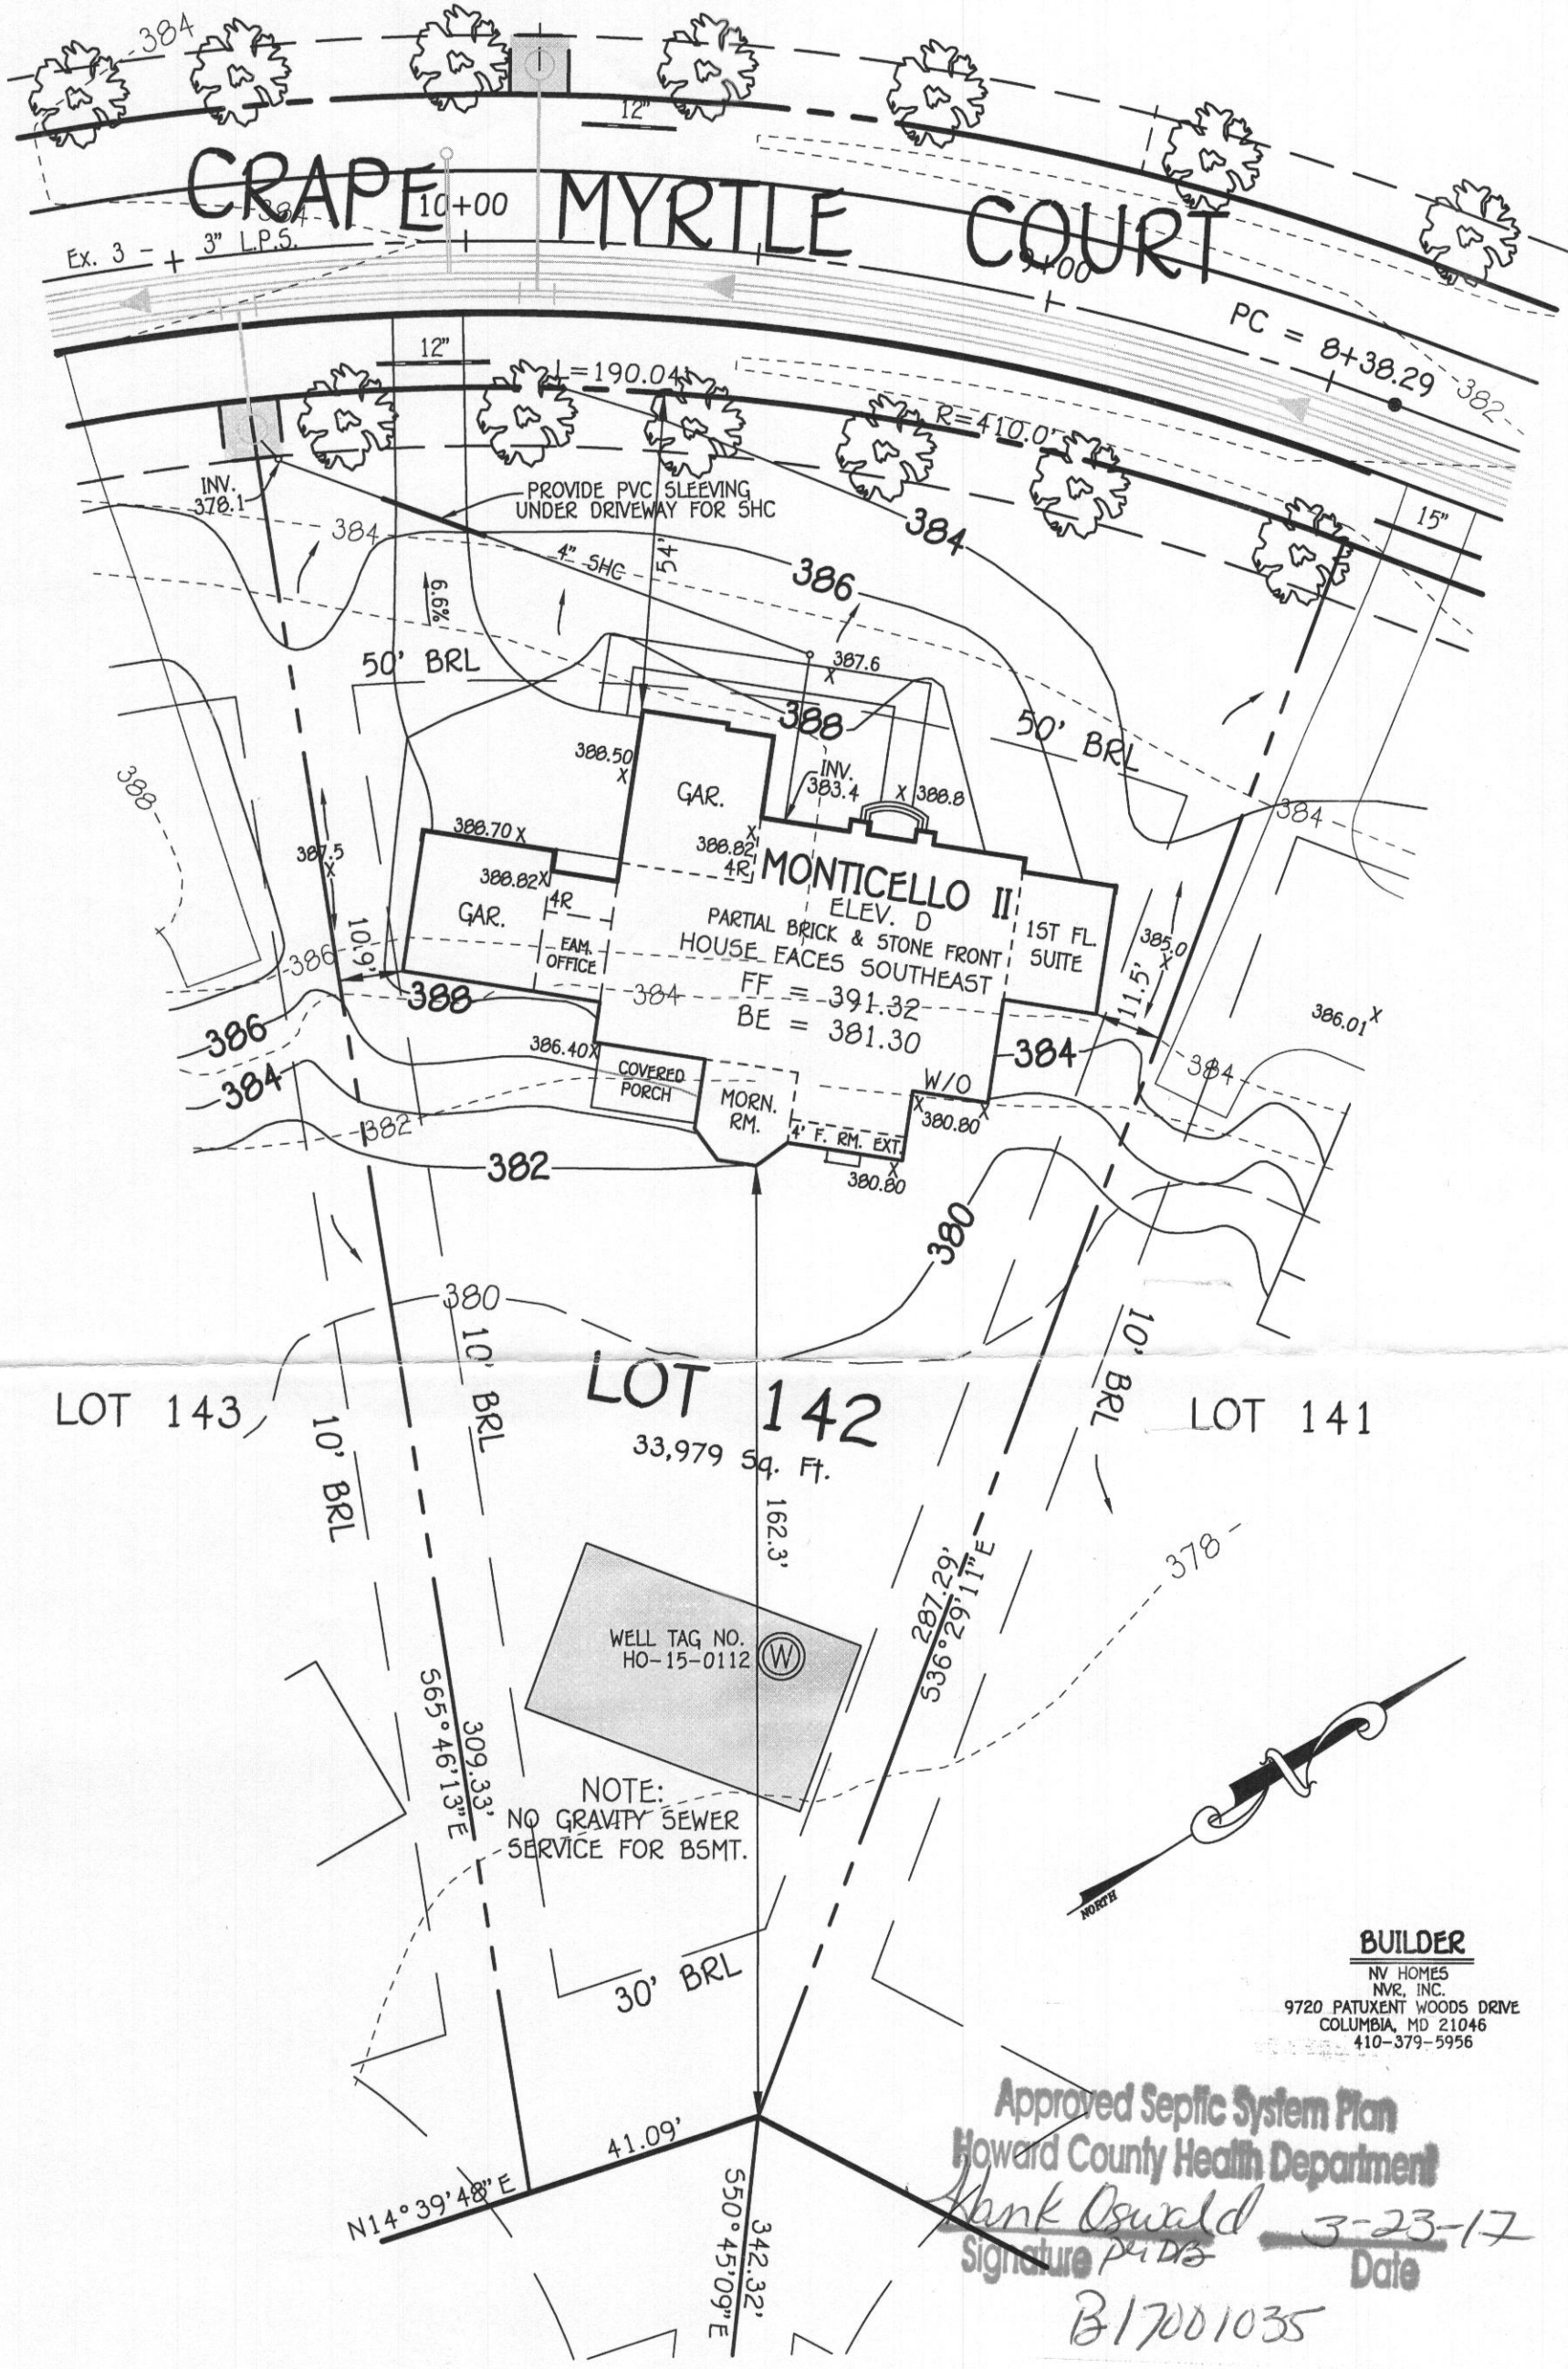 384
12"
CRAPE MYRTLE COURT
384
10+00
Ex. 3 - 3" L.P.S.
9+00
PC = 8+38.29
382
12"
L=190.04'
R=410.0'
15"
INV.
378.1
PROVIDE PVC SLEEVING
UNDER DRIVEWAY FOR SHC
384
384
4" SHC
54'
386
6.6%
50' BRL
387.6
X
388
50' BRL
388.50
X
GAR.
INV.
383.4
X 388.8
388
384
388.70 X
X
388.82
4R
387.5
X
388.82X
MONTICELLO II
ELEV. D
PARTIAL BRICK & STONE FRONT
HOUSE FACES SOUTHEAST
FF = 391.32
BE = 381.30
GAR.
4R
FAM.
OFFICE
1ST FL.
SUITE
385.0
X
10.9'
11.5'
386
384
388
386.01 X
386
386.40X
384
384
384
COVERED
PORCH
MORN.
RM.
W/O
X
X
380.80
382
4' F. RM. EXT.
X
380.80
382
380
380
10' BRL
10' BRL
10' BRL
LOT 143
LOT 142
33,979 Sq. Ft.
LOT 141
162.3'
287.29'
S36°29'11"E
378
WELL TAG NO.
HO-15-0112
W
309.33'
S65°46'13"E
NOTE:
NO GRAVITY SEWER
SERVICE FOR BSMT.
NORTH
30' BRL
BUILDER
NV HOMES
NVR, INC.
9720 PATUXENT WOODS DRIVE
COLUMBIA, MD 21046
410-379-5956
Approved Septic System Plan
Howard County Health Department
41.09'
N14°39'48"E
342.32'
S50°45'09"E
Hank Oswald 3-23-17
Signature Date
B17001035